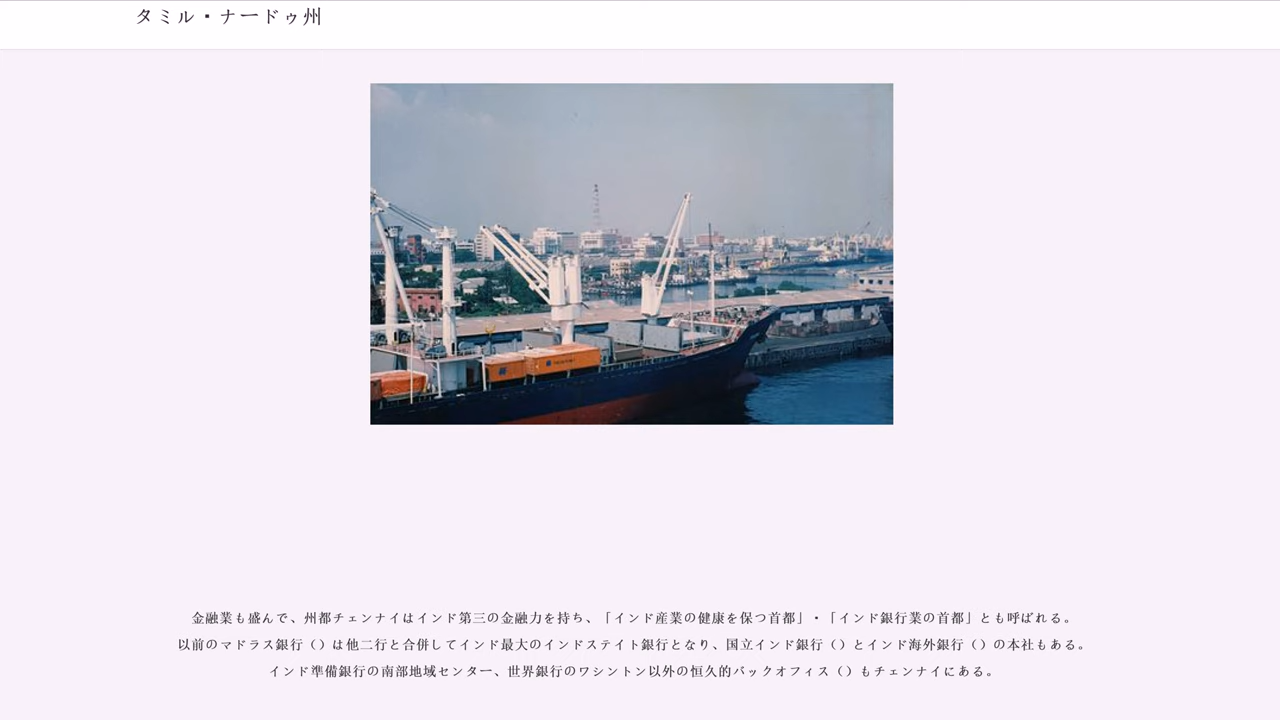 タミル・ナードゥ州
金融業も盛んで、州都チェンナイはインド第三の金融力を持ち、「インド産業の健康を保つ首都」・「インド銀行業の首都」とも呼ばれる。
以前のマドラス銀行（）は他二行と合併してインド最大のインドステイト銀行となり、国立インド銀行（）とインド海外銀行（）の本社もある。
インド準備銀行の南部地域センター、世界銀行のワシントン以外の恒久的バックオフィス（）もチェンナイにある。